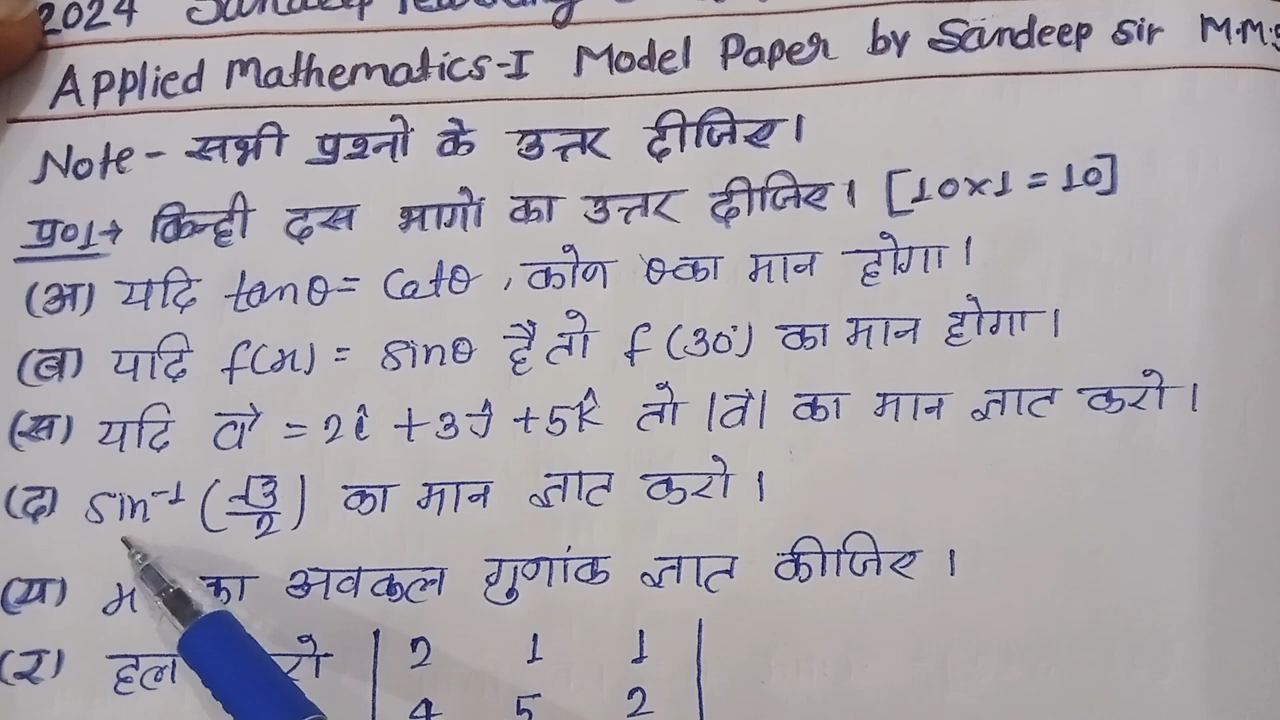 2024 Sandeep
Applied Mathematics-I Model Paper by Sandeep Sir M.M:
Note - सभी प्रश्नो के उत्तर दीजिए।
प्र०1→ किन्ही दस भागो का उत्तर दीजिए। [10×1=10]
(अ) यदि tanθ = Cotθ , कोण θ का मान होगा।
(ब) यदि f(x) = sinθ है तो f(30°) का मान होगा।
(स) यदि a⃗ = 2î + 3ĵ + 5k̂ तो |a⃗| का मान ज्ञात करो।
(द) sin⁻¹(√3/2) का मान ज्ञात करो।
(य) का अवकल गुणांक ज्ञात कीजिए।
(र) हल | 2 1 1 |
4 5 2